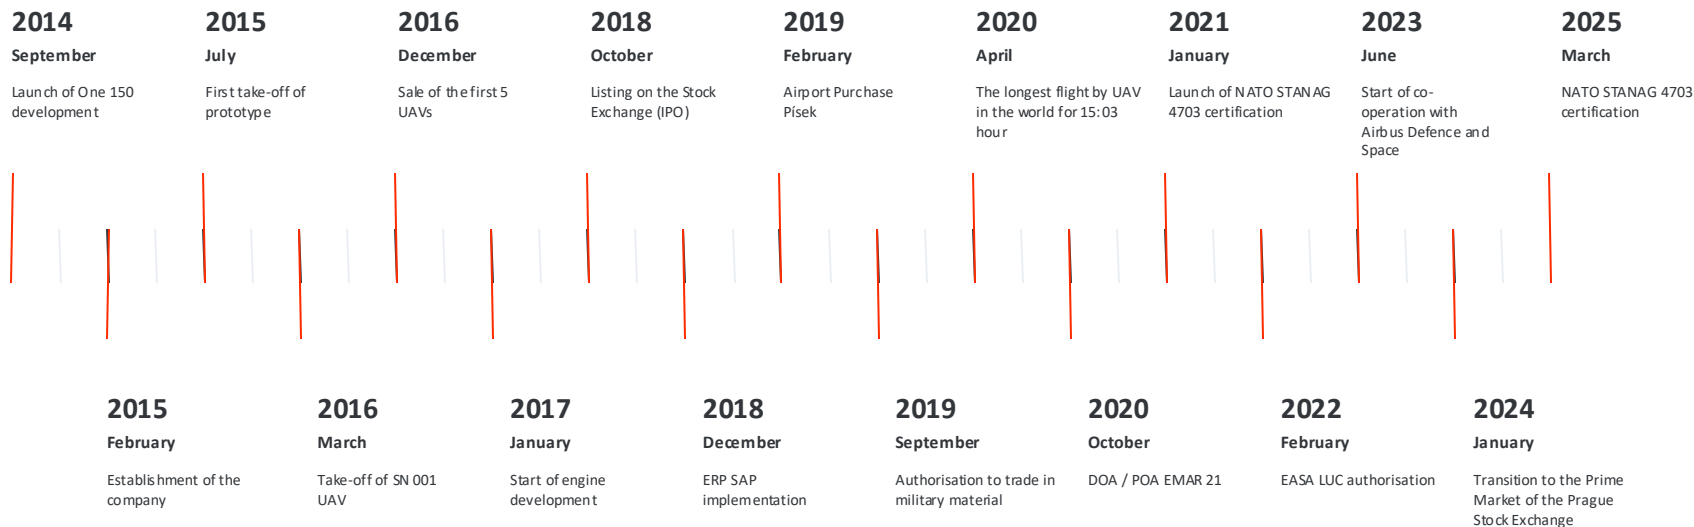 2014
September
Launch of One 150
development
2015
July
First take-off of
prototype
2016
December
Sale of the first 5
UAVs
2018
October
Listing on the Stock
Exchange (IPO)
2019
February
Airport Purchase
Písek
2020
April
The longest flight by UAV
in the world for 15:03
hour
2021
January
Launch of NATO STANAG
4703 certification
2023
June
Start of co-
operation with
Airbus Defence and
Space
2025
March
NATO STANAG 4703
certification
2015
February
Establishment of the
company
2016
March
Take-off of SN 001
UAV
2017
January
Start of engine
development
2018
December
ERP SAP
implementation
2019
September
Authorisation to trade in
military material
2020
October
DOA / POA EMAR 21
2022
February
EASA LUC authorisation
2024
January
Transition to the Prime
Market of the Prague
Stock Exchange